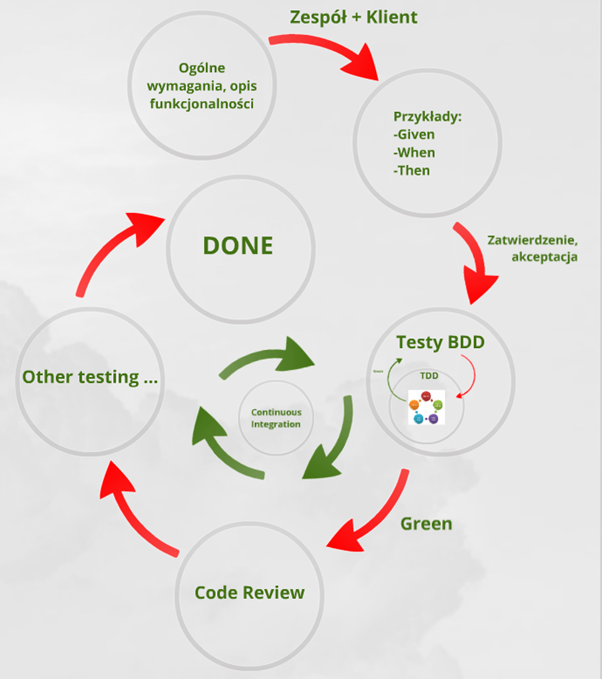 Zespół + Klient
Ogólne
wymagania, opis
funkcjonalności
Przykłady:
-Given
-When
-Then
Zatwierdzenie,
akceptacja
DONE
Testy BDD
TDD
Other testing ...
Continuous
Integration
Green
Code Review